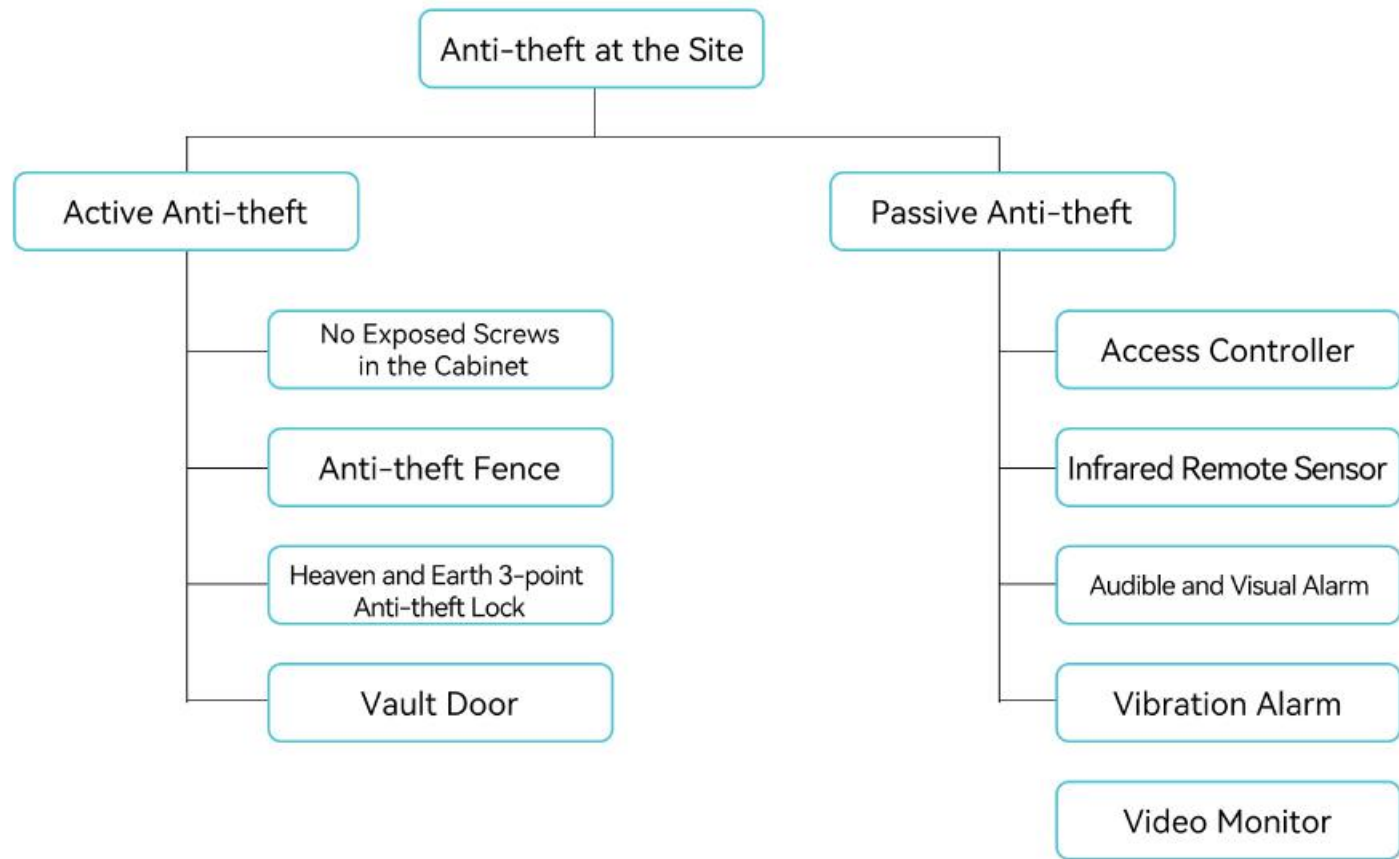 Anti-theft at the Site
Active Anti-theft
Passive Anti-theft
No Exposed Screws
in the Cabinet
Anti-theft Fence
Heaven and Earth 3-point
Anti-theft Lock
Vault Door
Access Controller
Infrared Remote Sensor
Audible and Visual Alarm
Vibration Alarm
Video Monitor